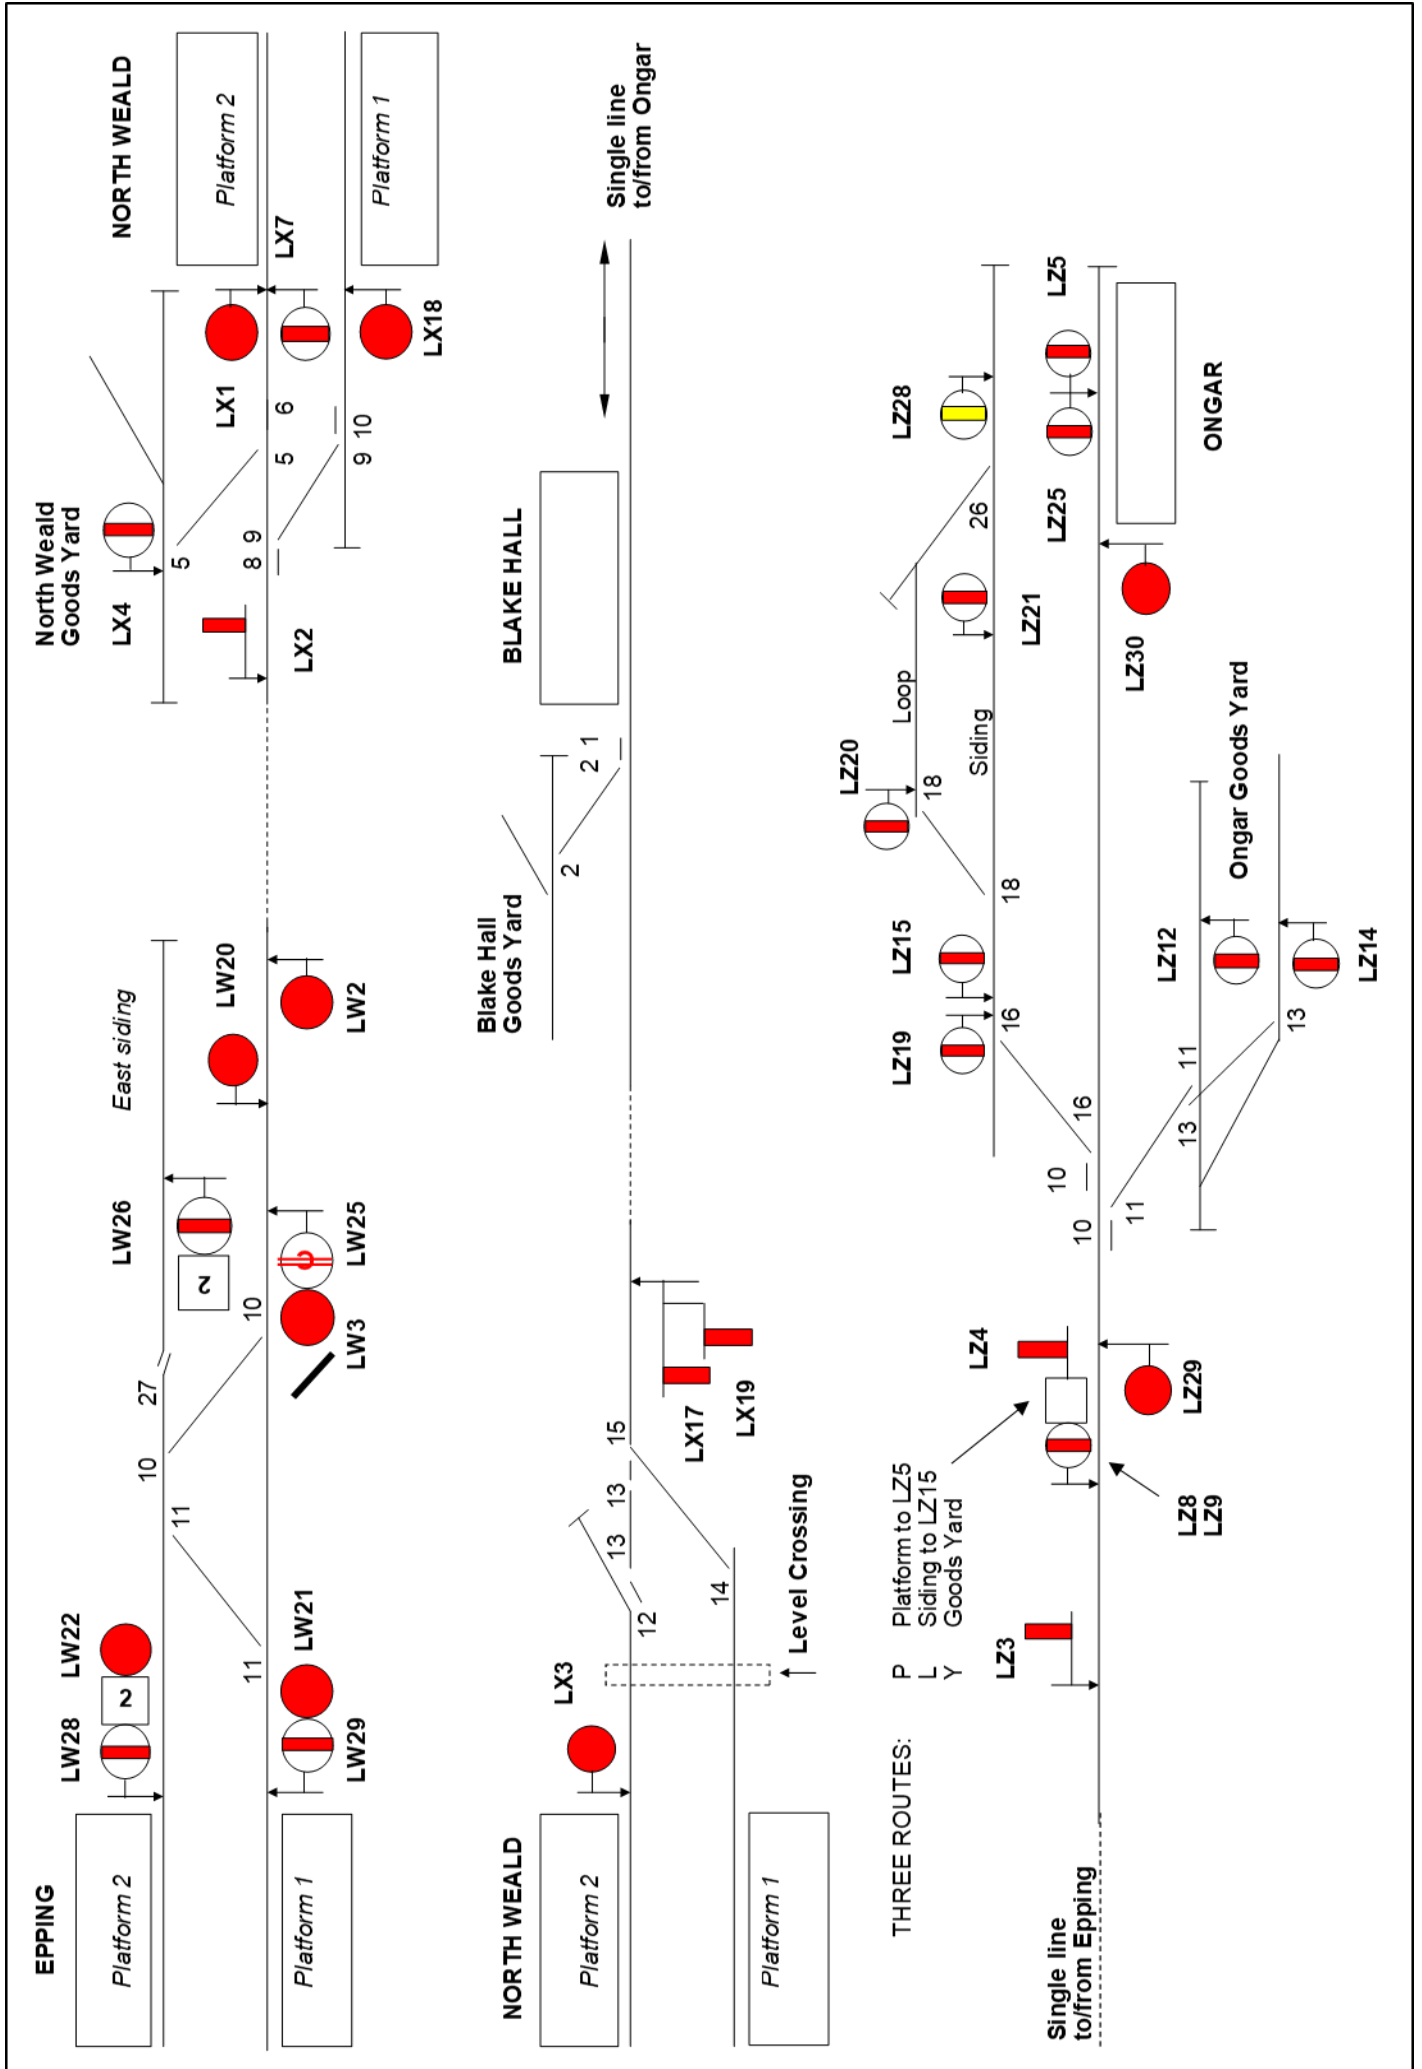 EPPING
Platform 2
Platform 1
LW28
LW22
2
LW29
LW21
11
11
10
27
10
LW26
2
LW3
LW25
East siding
LW20
LW2
North Weald
Goods Yard
LX4
LX2
5
8 9
LX1
5 6
9 10
LX7
LX18
NORTH WEALD
Platform 2
Platform 1
NORTH WEALD
Platform 2
Platform 1
LX3
Level Crossing
12
13
13
15
14
LX17
LX19
Blake Hall
Goods Yard
2
2 1
BLAKE HALL
Single line
to/from Ongar
THREE ROUTES:
P Platform to LZ5
L Siding to LZ15
Y Goods Yard
Single line
to/from Epping
LZ3
LZ4
LZ8
LZ9
LZ29
10
10
11
16
16
LZ19
LZ15
18
18
LZ20
Loop
Siding
LZ21
26
LZ28
13
11
13
LZ12
LZ14
Ongar Goods Yard
LZ30
LZ25
LZ5
ONGAR